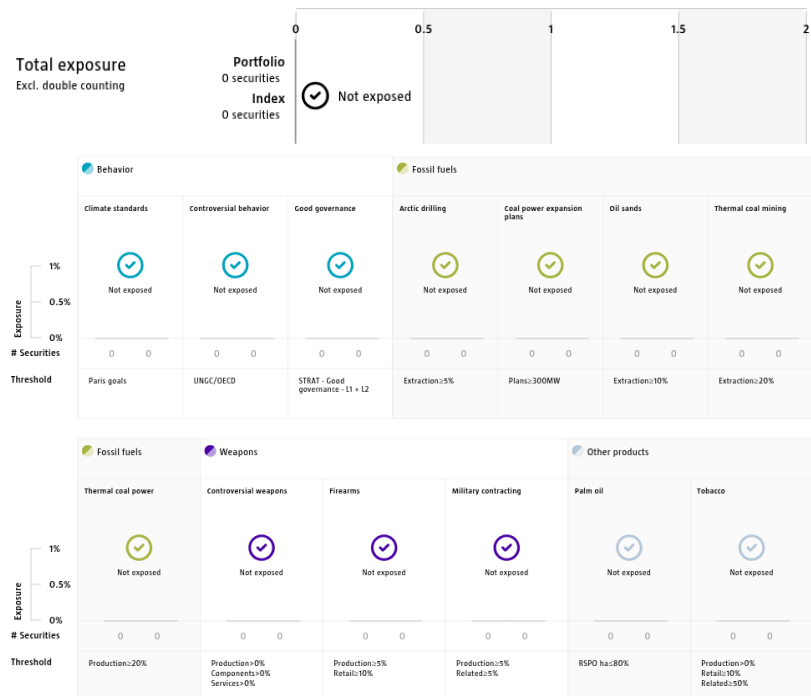 0 0.5 1 1.5 2
Total exposure
Excl. double counting
Portfolio
0 securities
Index
0 securities
Not exposed
Behavior
Fossil fuels
Climate standards
Controversial behavior
Good governance
Arctic drilling
Coal power expansion
plans
Oil sands
Thermal coal mining
Exposure
1%
0.5%
0%
Not exposed Not exposed Not exposed Not exposed Not exposed Not exposed Not exposed
# Securities 0 0 0 0 0 0 0 0 0 0 0 0 0 0
Threshold
Paris goals
UNGC/OECD
STRAT - Good
governance - L1 + L2
Extraction≥5%
Plans≥300MW
Extraction≥10%
Extraction≥20%
Fossil fuels
Weapons
Other products
Thermal coal power
Controversial weapons
Firearms
Military contracting
Palm oil
Tobacco
Exposure
1%
0.5%
0%
Not exposed Not exposed Not exposed Not exposed Not exposed Not exposed
# Securities 0 0 0 0 0 0 0 0 0 0 0 0
Threshold
Production≥20%
Production>0%
Components>0%
Services>0%
Production≥5%
Retail≥10%
Production≥5%
Related≥5%
RSPO ha≤80%
Production>0%
Retail≥10%
Related≥50%